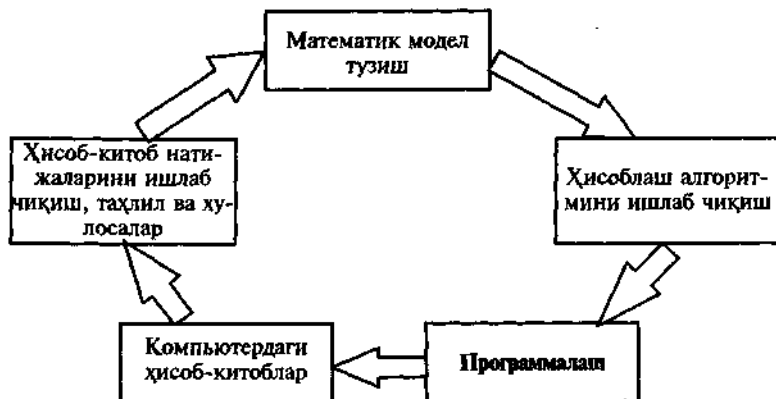 Математик модел
тузиш
Ҳисоблаш алгорит-
мини ишлаб чиқиш
Программалаш
Компьютердаги
ҳисоб-китоблар
Ҳисоб-китоб нати-
жаларини ишлаб
чиқиш, таҳлил ва ху-
лосалар